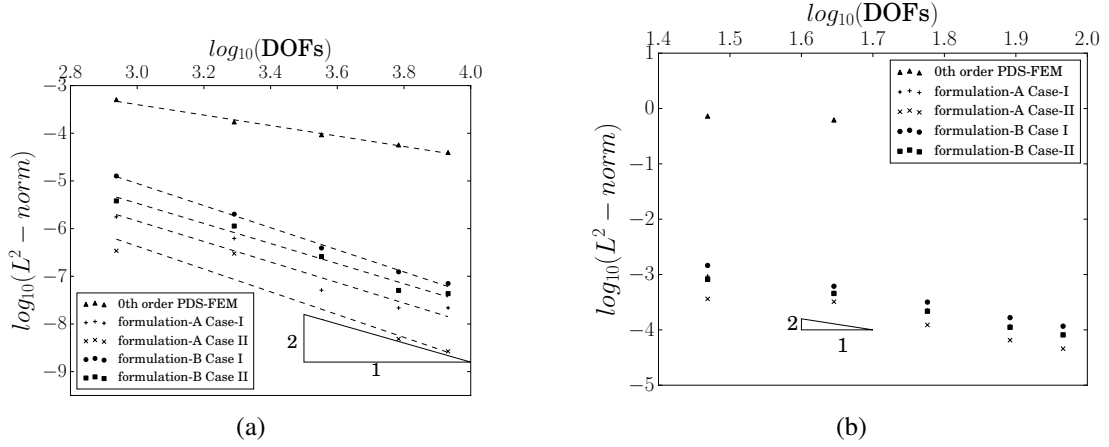 log₁₀(DOFs)
2.8 3.0 3.2 3.4 3.6 3.8 4.0
−3
−4
−5
−6
−7
−8
−9
log₁₀(L² − norm)
0th order PDS-FEM
formulation-A Case-I
formulation-A Case II
formulation-B Case I
formulation-B Case II
2
1
(a)
log₁₀(DOFs)
1.4 1.5 1.6 1.7 1.8 1.9 2.0
1
0
−1
−2
−3
−4
−5
log₁₀(L² − norm)
0th order PDS-FEM
formulation-A Case-I
formulation-A Case-II
formulation-B Case I
formulation-B Case-II
2
1
(b)